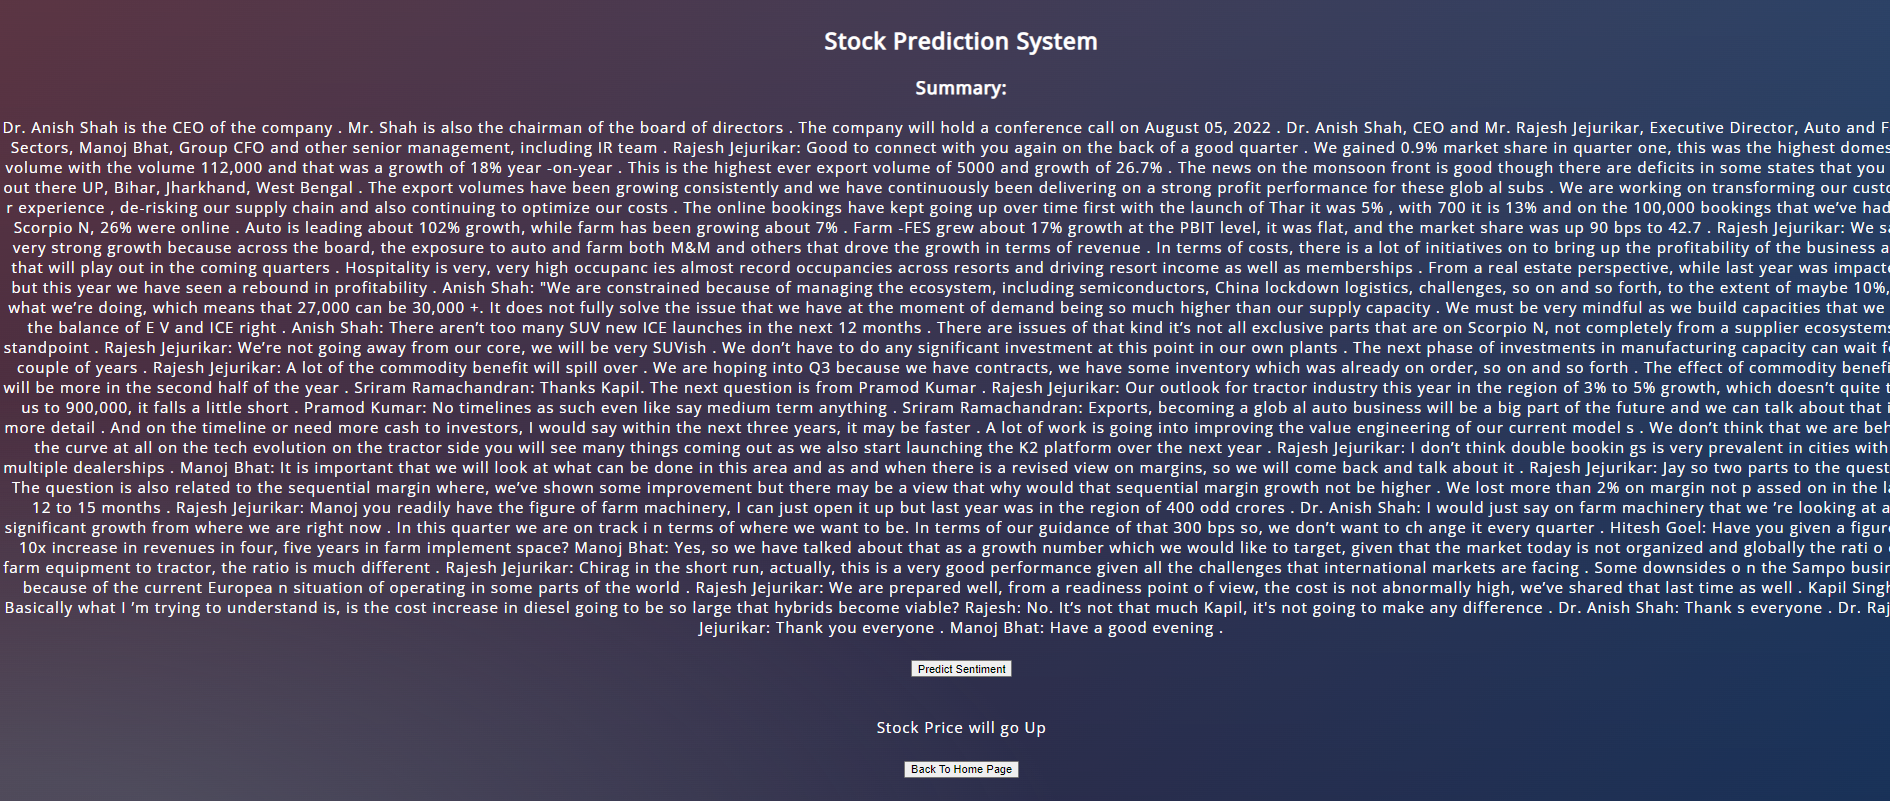 Stock Prediction System
Summary:
Dr. Anish Shah is the CEO of the company . Mr. Shah is also the chairman of the board of directors . The company will hold a conference call on August 05, 2022 . Dr. Anish Shah, CEO and Mr. Rajesh Jejurikar, Executive Director, Auto and F
Sectors, Manoj Bhat, Group CFO and other senior management, including IR team . Rajesh Jejurikar: Good to connect with you again on the back of a good quarter . We gained 0.9% market share in quarter one, this was the highest domes
volume with the volume 112,000 and that was a growth of 18% year -on-year . This is the highest ever export volume of 5000 and growth of 26.7% . The news on the monsoon front is good though there are deficits in some states that you
out there UP, Bihar, Jharkhand, West Bengal . The export volumes have been growing consistently and we have continuously been delivering on a strong profit performance for these glob al subs . We are working on transforming our custo
r experience , de-risking our supply chain and also continuing to optimize our costs . The online bookings have kept going up over time first with the launch of Thar it was 5% , with 700 it is 13% and on the 100,000 bookings that we've had
Scorpio N, 26% were online . Auto is leading about 102% growth, while farm has been growing about 7% . Farm -FES grew about 17% growth at the PBIT level, it was flat, and the market share was up 90 bps to 42.7 . Rajesh Jejurikar: We sa
very strong growth because across the board, the exposure to auto and farm both M&M and others that drove the growth in terms of revenue . In terms of costs, there is a lot of initiatives on to bring up the profitability of the business a
that will play out in the coming quarters . Hospitality is very, very high occupanc ies almost record occupancies across resorts and driving resort income as well as memberships . From a real estate perspective, while last year was impacte
but this year we have seen a rebound in profitability . Anish Shah: "We are constrained because of managing the ecosystem, including semiconductors, China lockdown logistics, challenges, so on and so forth, to the extent of maybe 10%,
what we're doing, which means that 27,000 can be 30,000 +. It does not fully solve the issue that we have at the moment of demand being so much higher than our supply capacity . We must be very mindful as we build capacities that we
the balance of E V and ICE right . Anish Shah: There aren't too many SUV new ICE launches in the next 12 months . There are issues of that kind it's not all exclusive parts that are on Scorpio N, not completely from a supplier ecosystems
standpoint . Rajesh Jejurikar: We're not going away from our core, we will be very SUVish . We don't have to do any significant investment at this point in our own plants . The next phase of investments in manufacturing capacity can wait fo
couple of years . Rajesh Jejurikar: A lot of the commodity benefit will spill over . We are hoping into Q3 because we have contracts, we have some inventory which was already on order, so on and so forth . The effect of commodity benefi
will be more in the second half of the year . Sriram Ramachandran: Thanks Kapil. The next question is from Pramod Kumar . Rajesh Jejurikar: Our outlook for tractor industry this year in the region of 3% to 5% growth, which doesn't quite t
us to 900,000, it falls a little short . Pramod Kumar: No timelines as such even like say medium term anything . Sriram Ramachandran: Exports, becoming a glob al auto business will be a big part of the future and we can talk about that i
more detail . And on the timeline or need more cash to investors, I would say within the next three years, it may be faster . A lot of work is going into improving the value engineering of our current model s . We don't think that we are beh
the curve at all on the tech evolution on the tractor side you will see many things coming out as we also start launching the K2 platform over the next year . Rajesh Jejurikar: I don't think double bookin gs is very prevalent in cities with
multiple dealerships . Manoj Bhat: It is important that we will look at what can be done in this area and as and when there is a revised view on margins, so we will come back and talk about it . Rajesh Jejurikar: Jay so two parts to the quest
The question is also related to the sequential margin where, we've shown some improvement but there may be a view that why would that sequential margin growth not be higher . We lost more than 2% on margin not p assed on in the la
12 to 15 months . Rajesh Jejurikar: Manoj you readily have the figure of farm machinery, I can just open it up but last year was in the region of 400 odd crores . Dr. Anish Shah: I would just say on farm machinery that we 're looking at a
significant growth from where we are right now . In this quarter we are on track i n terms of where we want to be. In terms of our guidance of that 300 bps so, we don't want to ch ange it every quarter . Hitesh Goel: Have you given a figure
10x increase in revenues in four, five years in farm implement space? Manoj Bhat: Yes, so we have talked about that as a growth number which we would like to target, given that the market today is not organized and globally the rati o
farm equipment to tractor, the ratio is much different . Rajesh Jejurikar: Chirag in the short run, actually, this is a very good performance given all the challenges that international markets are facing . Some downsides o n the Sampo busin
because of the current Europea n situation of operating in some parts of the world . Rajesh Jejurikar: We are prepared well, from a readiness point o f view, the cost is not abnormally high, we've shared that last time as well . Kapil Singh
Basically what I 'm trying to understand is, is the cost increase in diesel going to be so large that hybrids become viable? Rajesh: No. It's not that much Kapil, it's not going to make any difference . Dr. Anish Shah: Thank s everyone . Dr. Raj
Jejurikar: Thank you everyone . Manoj Bhat: Have a good evening .
Predict Sentiment
Stock Price will go Up
Back To Home Page